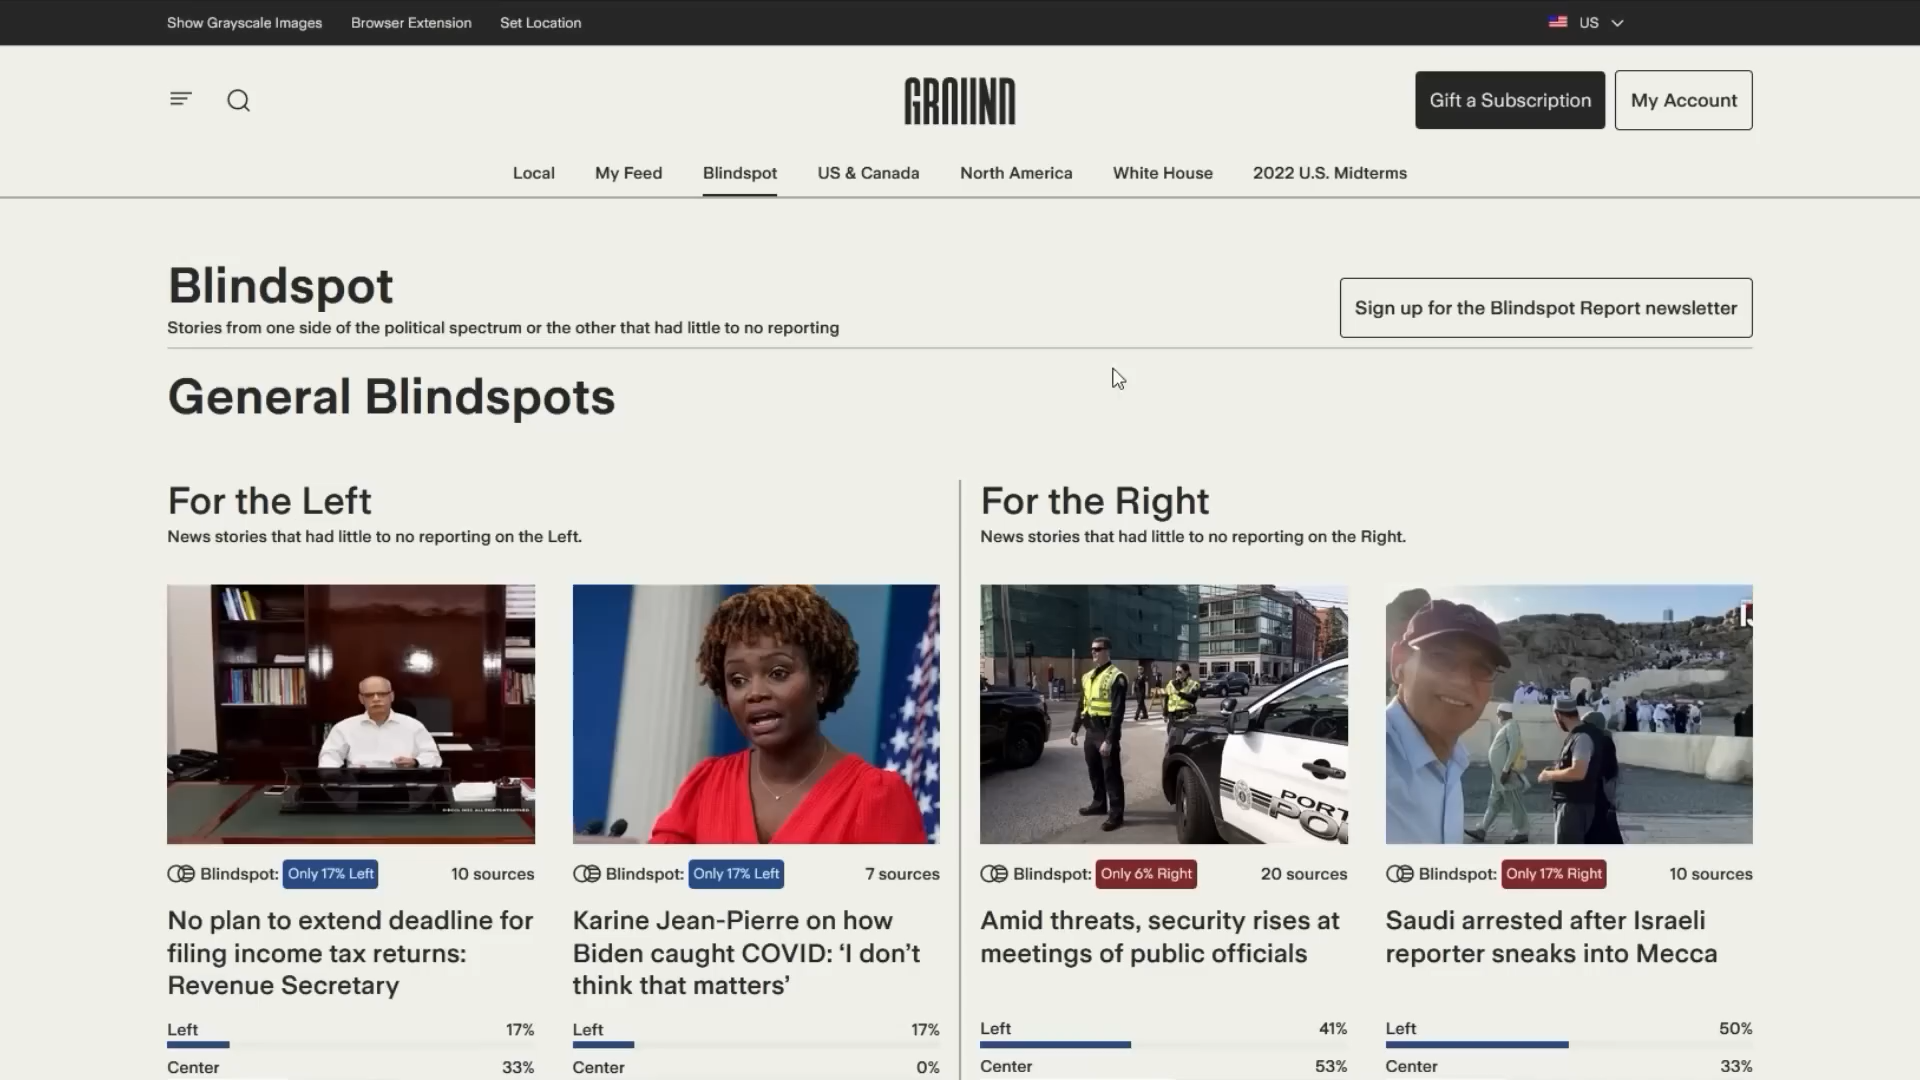 Show Grayscale Images
Browser Extension
Set Location
US
GROUND
Gift a Subscription
My Account
Local
My Feed
Blindspot
US & Canada
North America
White House
2022 U.S. Midterms
Blindspot
Stories from one side of the political spectrum or the other that had little to no reporting
Sign up for the Blindspot Report newsletter
General Blindspots
For the Left
News stories that had little to no reporting on the Left.
Blindspot: Only 17% Left
10 sources
No plan to extend deadline for
filing income tax returns:
Revenue Secretary
Left 17%
Center 33%
Blindspot: Only 17% Left
7 sources
Karine Jean-Pierre on how
Biden caught COVID: ‘I don’t
think that matters’
Left 17%
Center 0%
For the Right
News stories that had little to no reporting on the Right.
PORT
PO
Blindspot: Only 6% Right
20 sources
Amid threats, security rises at
meetings of public officials
Left 41%
Center 53%
Blindspot: Only 17% Right
10 sources
Saudi arrested after Israeli
reporter sneaks into Mecca
Left 50%
Center 33%